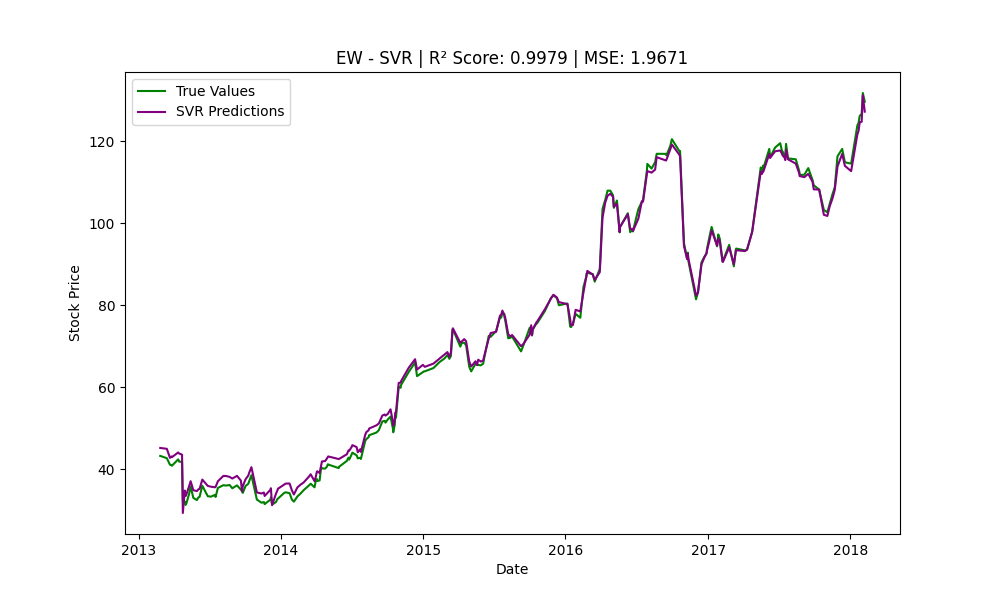 EW - SVR | R² Score: 0.9979 | MSE: 1.9671
True Values
SVR Predictions
120
100
80
60
40
Stock Price
2013 2014 2015 2016 2017 2018
Date